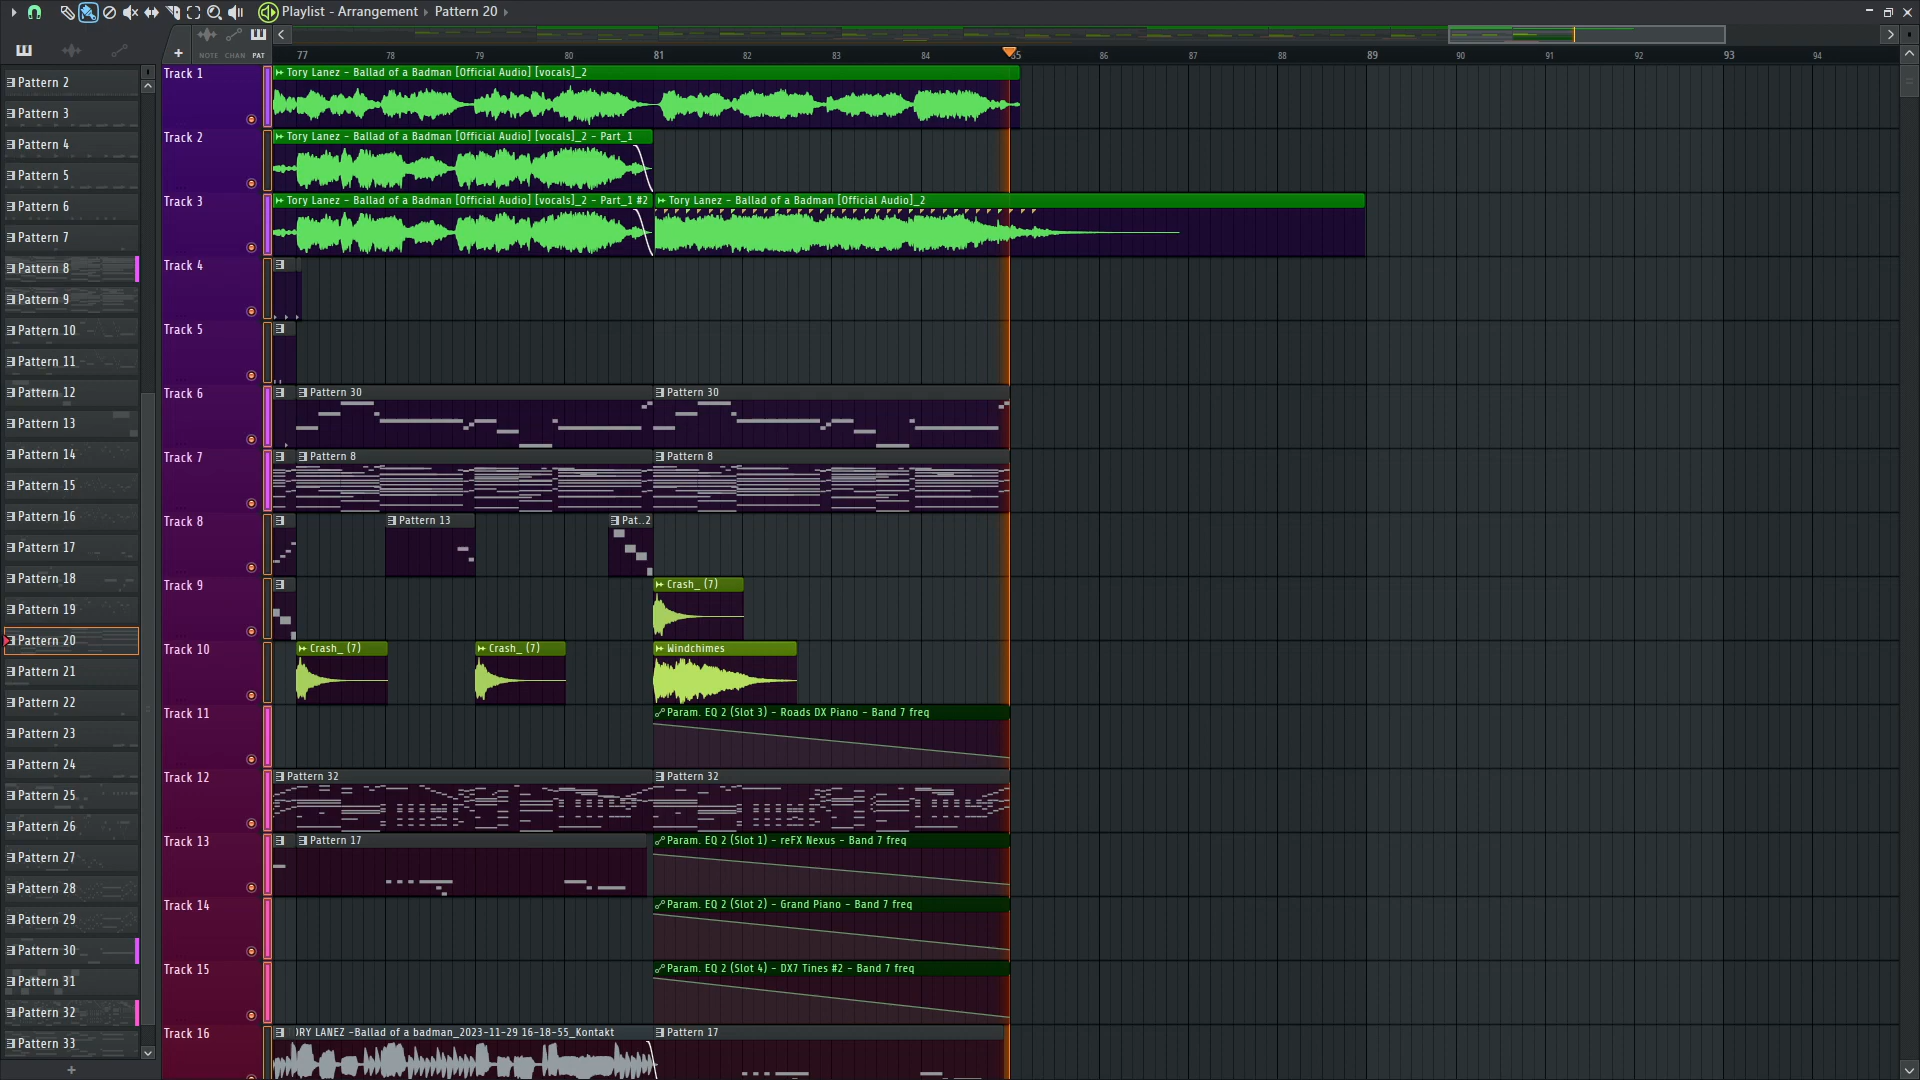 Playlist - Arrangement › Pattern 20 ›
NOTE CHAN PAT
77 78 79 80 81 82 83 84 85 86 87 88 89 90 91 92 93 94
Pattern 2
Pattern 3
Pattern 4
Pattern 5
Pattern 6
Pattern 7
Pattern 8
Pattern 9
Pattern 10
Pattern 11
Pattern 12
Pattern 13
Pattern 14
Pattern 15
Pattern 16
Pattern 17
Pattern 18
Pattern 19
Pattern 20
Pattern 21
Pattern 22
Pattern 23
Pattern 24
Pattern 25
Pattern 26
Pattern 27
Pattern 28
Pattern 29
Pattern 30
Pattern 31
Pattern 32
Pattern 33
Track 1
Tory Lanez - Ballad of a Badman [Official Audio] [vocals]_2
Track 2
Tory Lanez - Ballad of a Badman [Official Audio] [vocals]_2 - Part_1
Track 3
Tory Lanez - Ballad of a Badman [Official Audio] [vocals]_2 - Part_1 #2
Tory Lanez - Ballad of a Badman [Official Audio]_2
Track 4
Track 5
Track 6
Pattern 30
Pattern 30
Track 7
Pattern 8
Pattern 8
Track 8
Pattern 13
Pat..2
Track 9
Crash_ (7)
Track 10
Crash_ (7)
Crash_ (7)
Windchimes
Track 11
Param. EQ 2 (Slot 3) - Roads DX Piano - Band 7 freq
Track 12
Pattern 32
Pattern 32
Track 13
Pattern 17
Param. EQ 2 (Slot 1) - reFX Nexus - Band 7 freq
Track 14
Param. EQ 2 (Slot 2) - Grand Piano - Band 7 freq
Track 15
Param. EQ 2 (Slot 4) - DX7 Tines #2 - Band 7 freq
Track 16
ORY LANEZ -Ballad of a badman_2023-11-29 16-18-55_Kontakt
Pattern 17